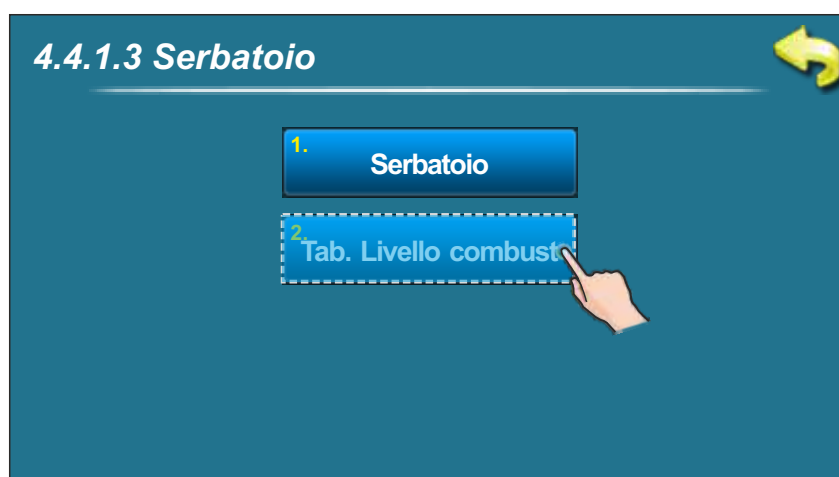 4.4.1.3 Serbatoio
1.
Serbatoio
2.
Tab. Livello combust